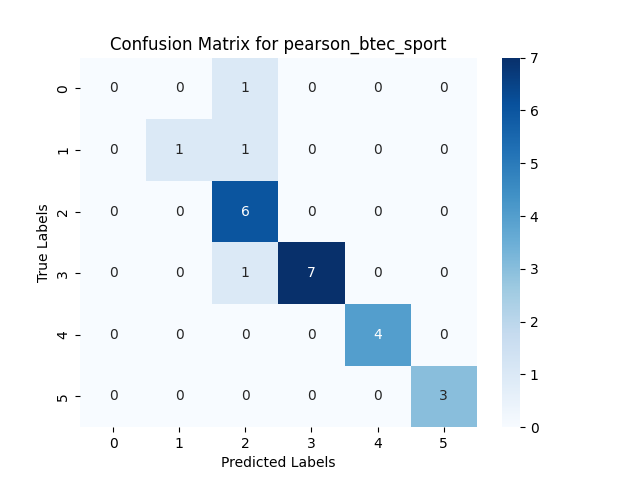 Confusion Matrix for pearson_btec_sport
True Labels
0 0 0 1 0 0 0
1 0 1 1 0 0 0
2 0 0 6 0 0 0
3 0 0 1 7 0 0
4 0 0 0 0 4 0
5 0 0 0 0 0 3
0 1 2 3 4 5
Predicted Labels
7
6
5
4
3
2
1
0